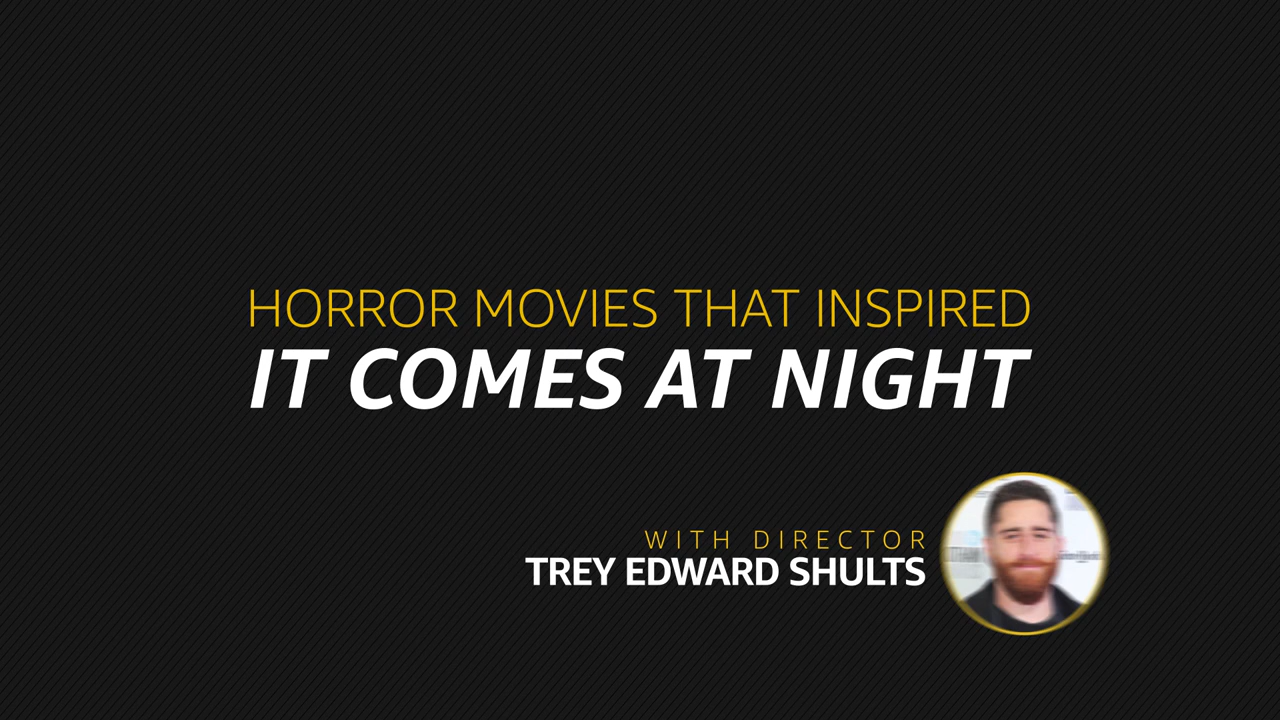 HORROR MOVIES THAT INSPIRED
IT COMES AT NIGHT
WITH DIRECTOR
TREY EDWARD SHULTS